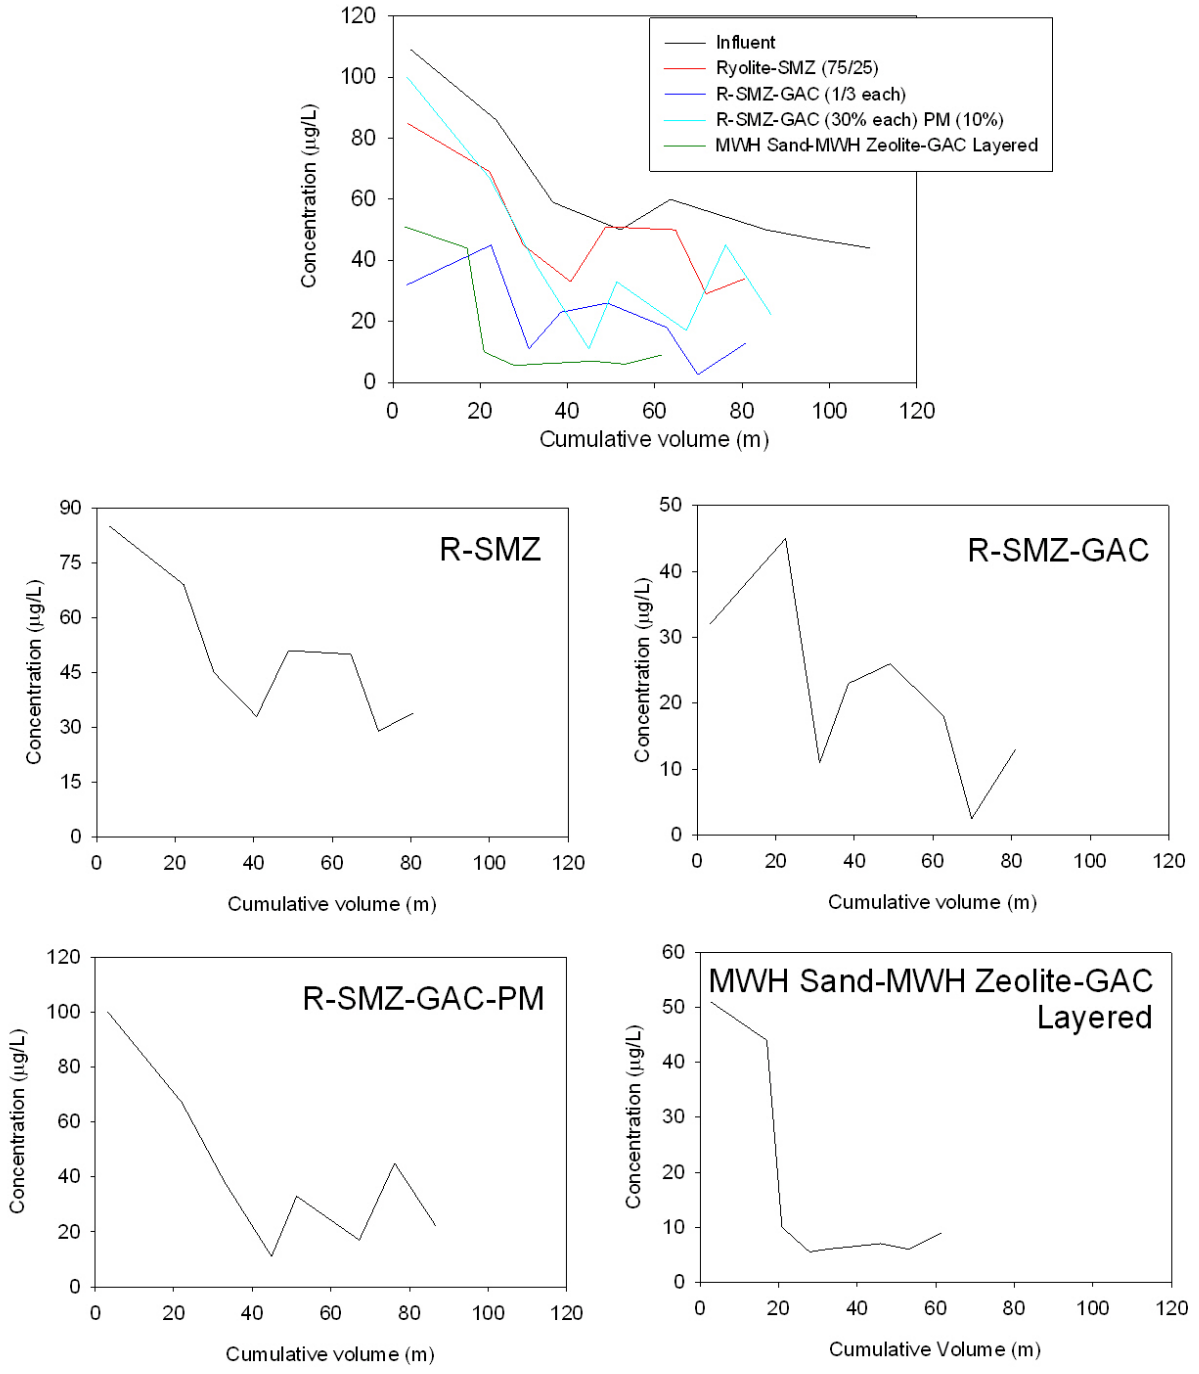 120
100
80
60
40
20
0
Concentration (µg/L)
Influent
Ryolite-SMZ (75/25)
R-SMZ-GAC (1/3 each)
R-SMZ-GAC (30% each) PM (10%)
MWH Sand-MWH Zeolite-GAC Layered
0 20 40 60 80 100 120
Cumulative volume (m)
90
75
60
45
30
15
0
Concentration (µg/L)
R-SMZ
0 20 40 60 80 100 120
Cumulative volume (m)
50
40
30
20
10
0
Concentration (µg/L)
R-SMZ-GAC
0 20 40 60 80 100 120
Cumulative volume (m)
120
100
80
60
40
20
0
Concentration (µg/L)
R-SMZ-GAC-PM
0 20 40 60 80 100 120
Cumulative volume (m)
60
50
40
30
20
10
0
Concentration (µg/L)
MWH Sand-MWH Zeolite-GAC
Layered
0 20 40 60 80 100 120
Cumulative Volume (m)